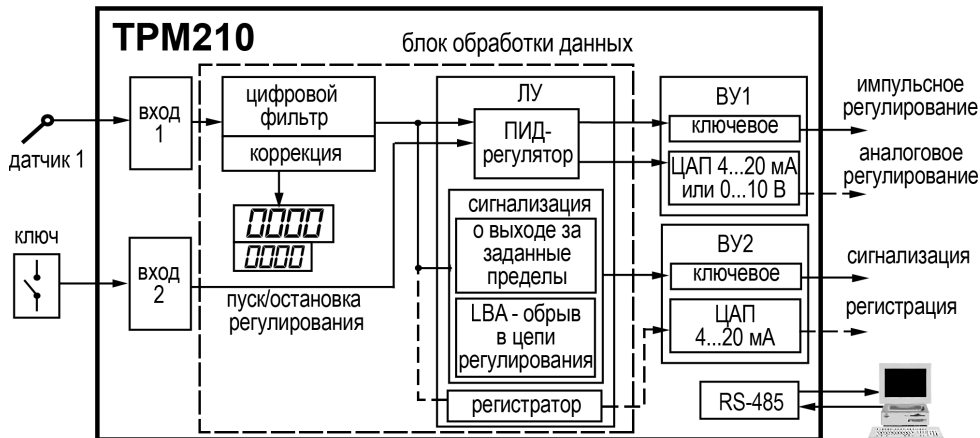 ТРМ210
блок обработки данных
датчик 1
вход
1
цифровой
фильтр
коррекция
0000
0000
ключ
вход
2
пуск/остановка
регулирования
ЛУ
ПИД-
регулятор
сигнализация
о выходе за
заданные
пределы
LBA - обрыв
в цепи
регулирования
регистратор
ВУ1
ключевое
ЦАП 4...20 мА
или 0...10 В
ВУ2
ключевое
ЦАП
4...20 мА
RS-485
импульсное
регулирование
аналоговое
регулирование
сигнализация
регистрация